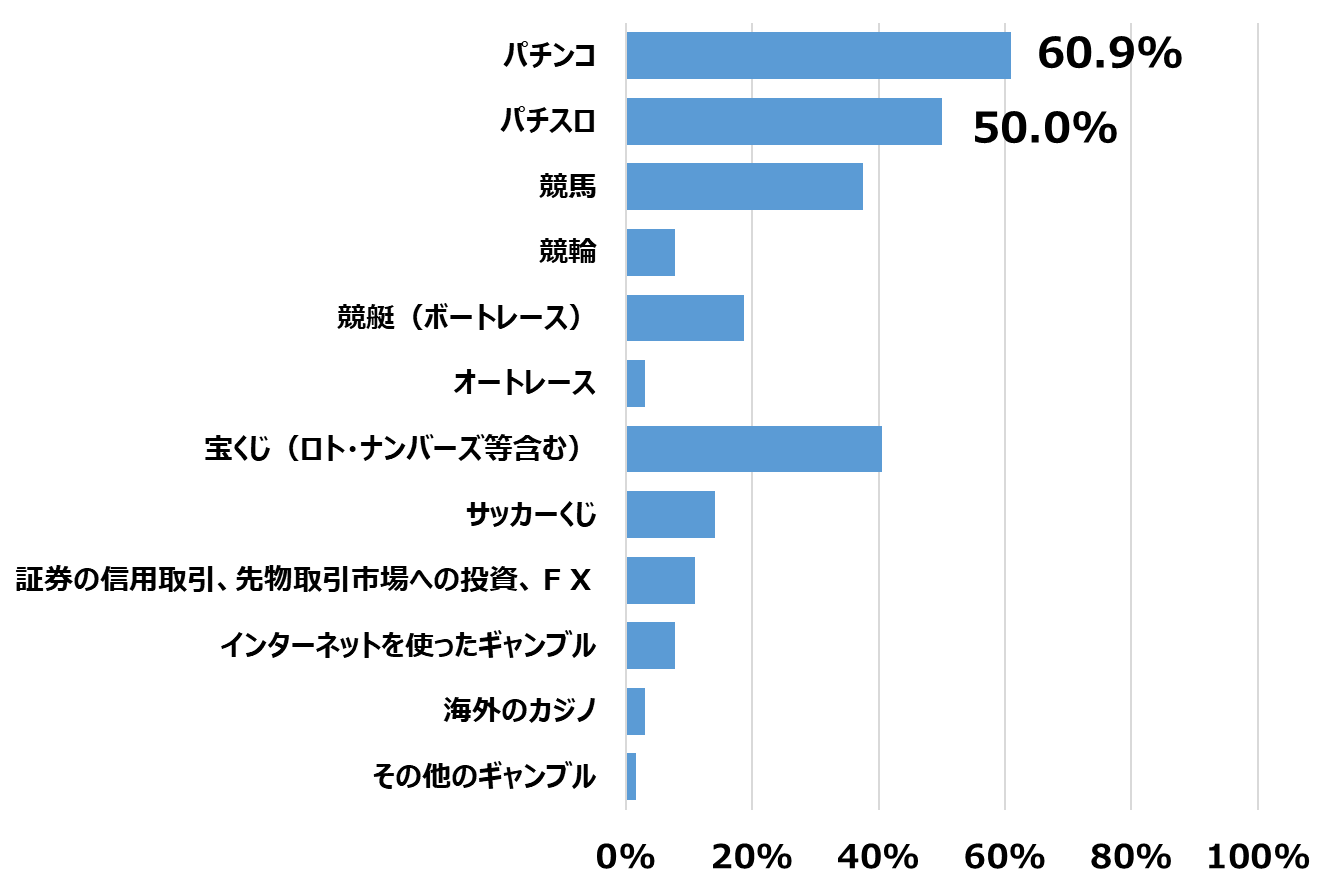 パチンコ 60.9%
パチスロ 50.0%
競馬
競輪
競艇（ボートレース）
オートレース
宝くじ（ロト・ナンバーズ等含む）
サッカーくじ
証券の信用取引、先物取引市場への投資、ＦＸ
インターネットを使ったギャンブル
海外のカジノ
その他のギャンブル
0% 20% 40% 60% 80% 100%